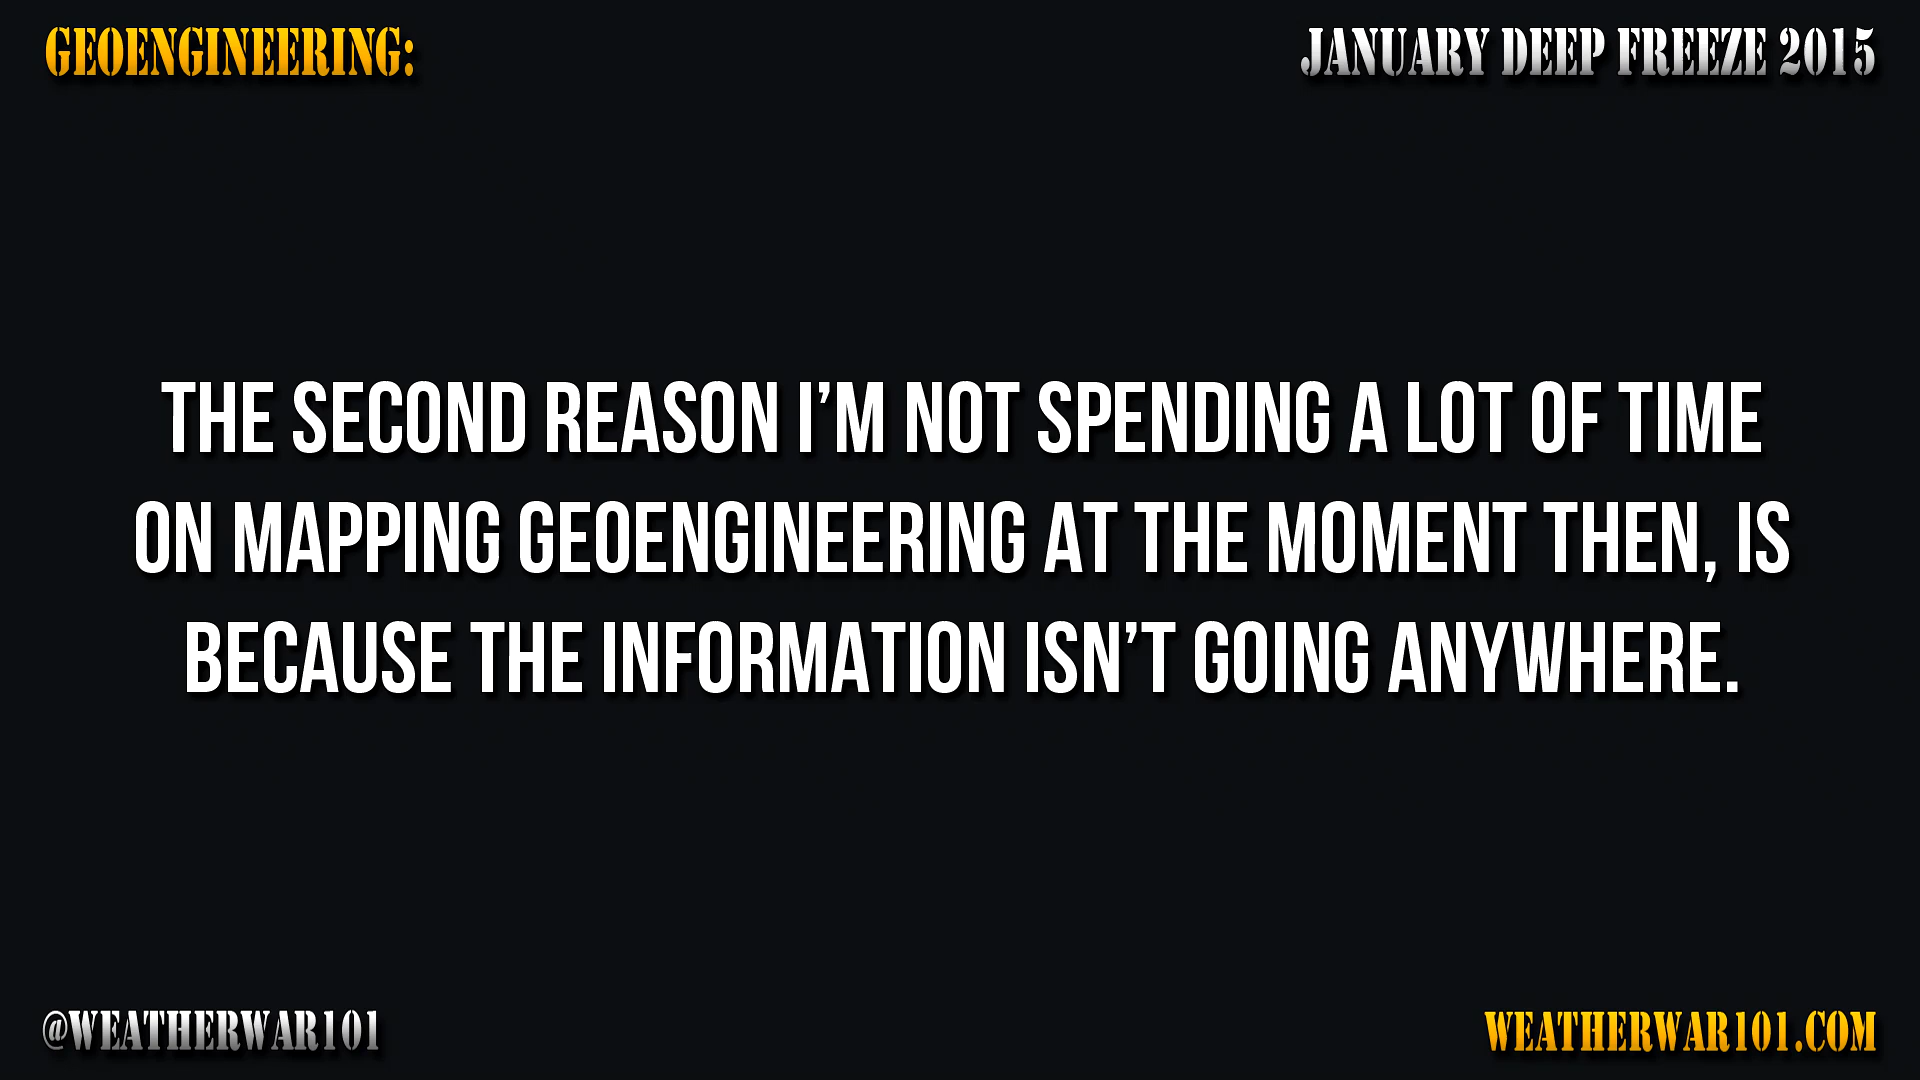 GEOENGINEERING:
JANUARY DEEP FREEZE 2015
THE SECOND REASON I’M NOT SPENDING A LOT OF TIME
ON MAPPING GEOENGINEERING AT THE MOMENT THEN, IS
BECAUSE THE INFORMATION ISN’T GOING ANYWHERE.
@WEATHERWAR101
WEATHERWAR101.COM